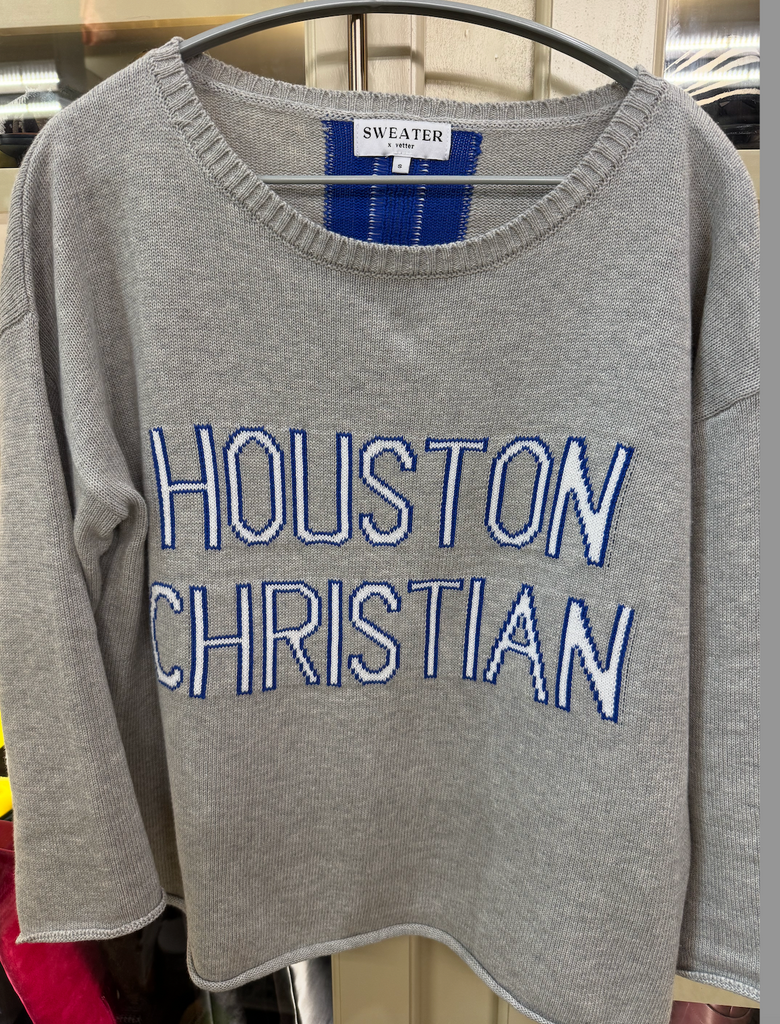 SWEATER
x vetter
S
HOUSTON
CHRISTIAN